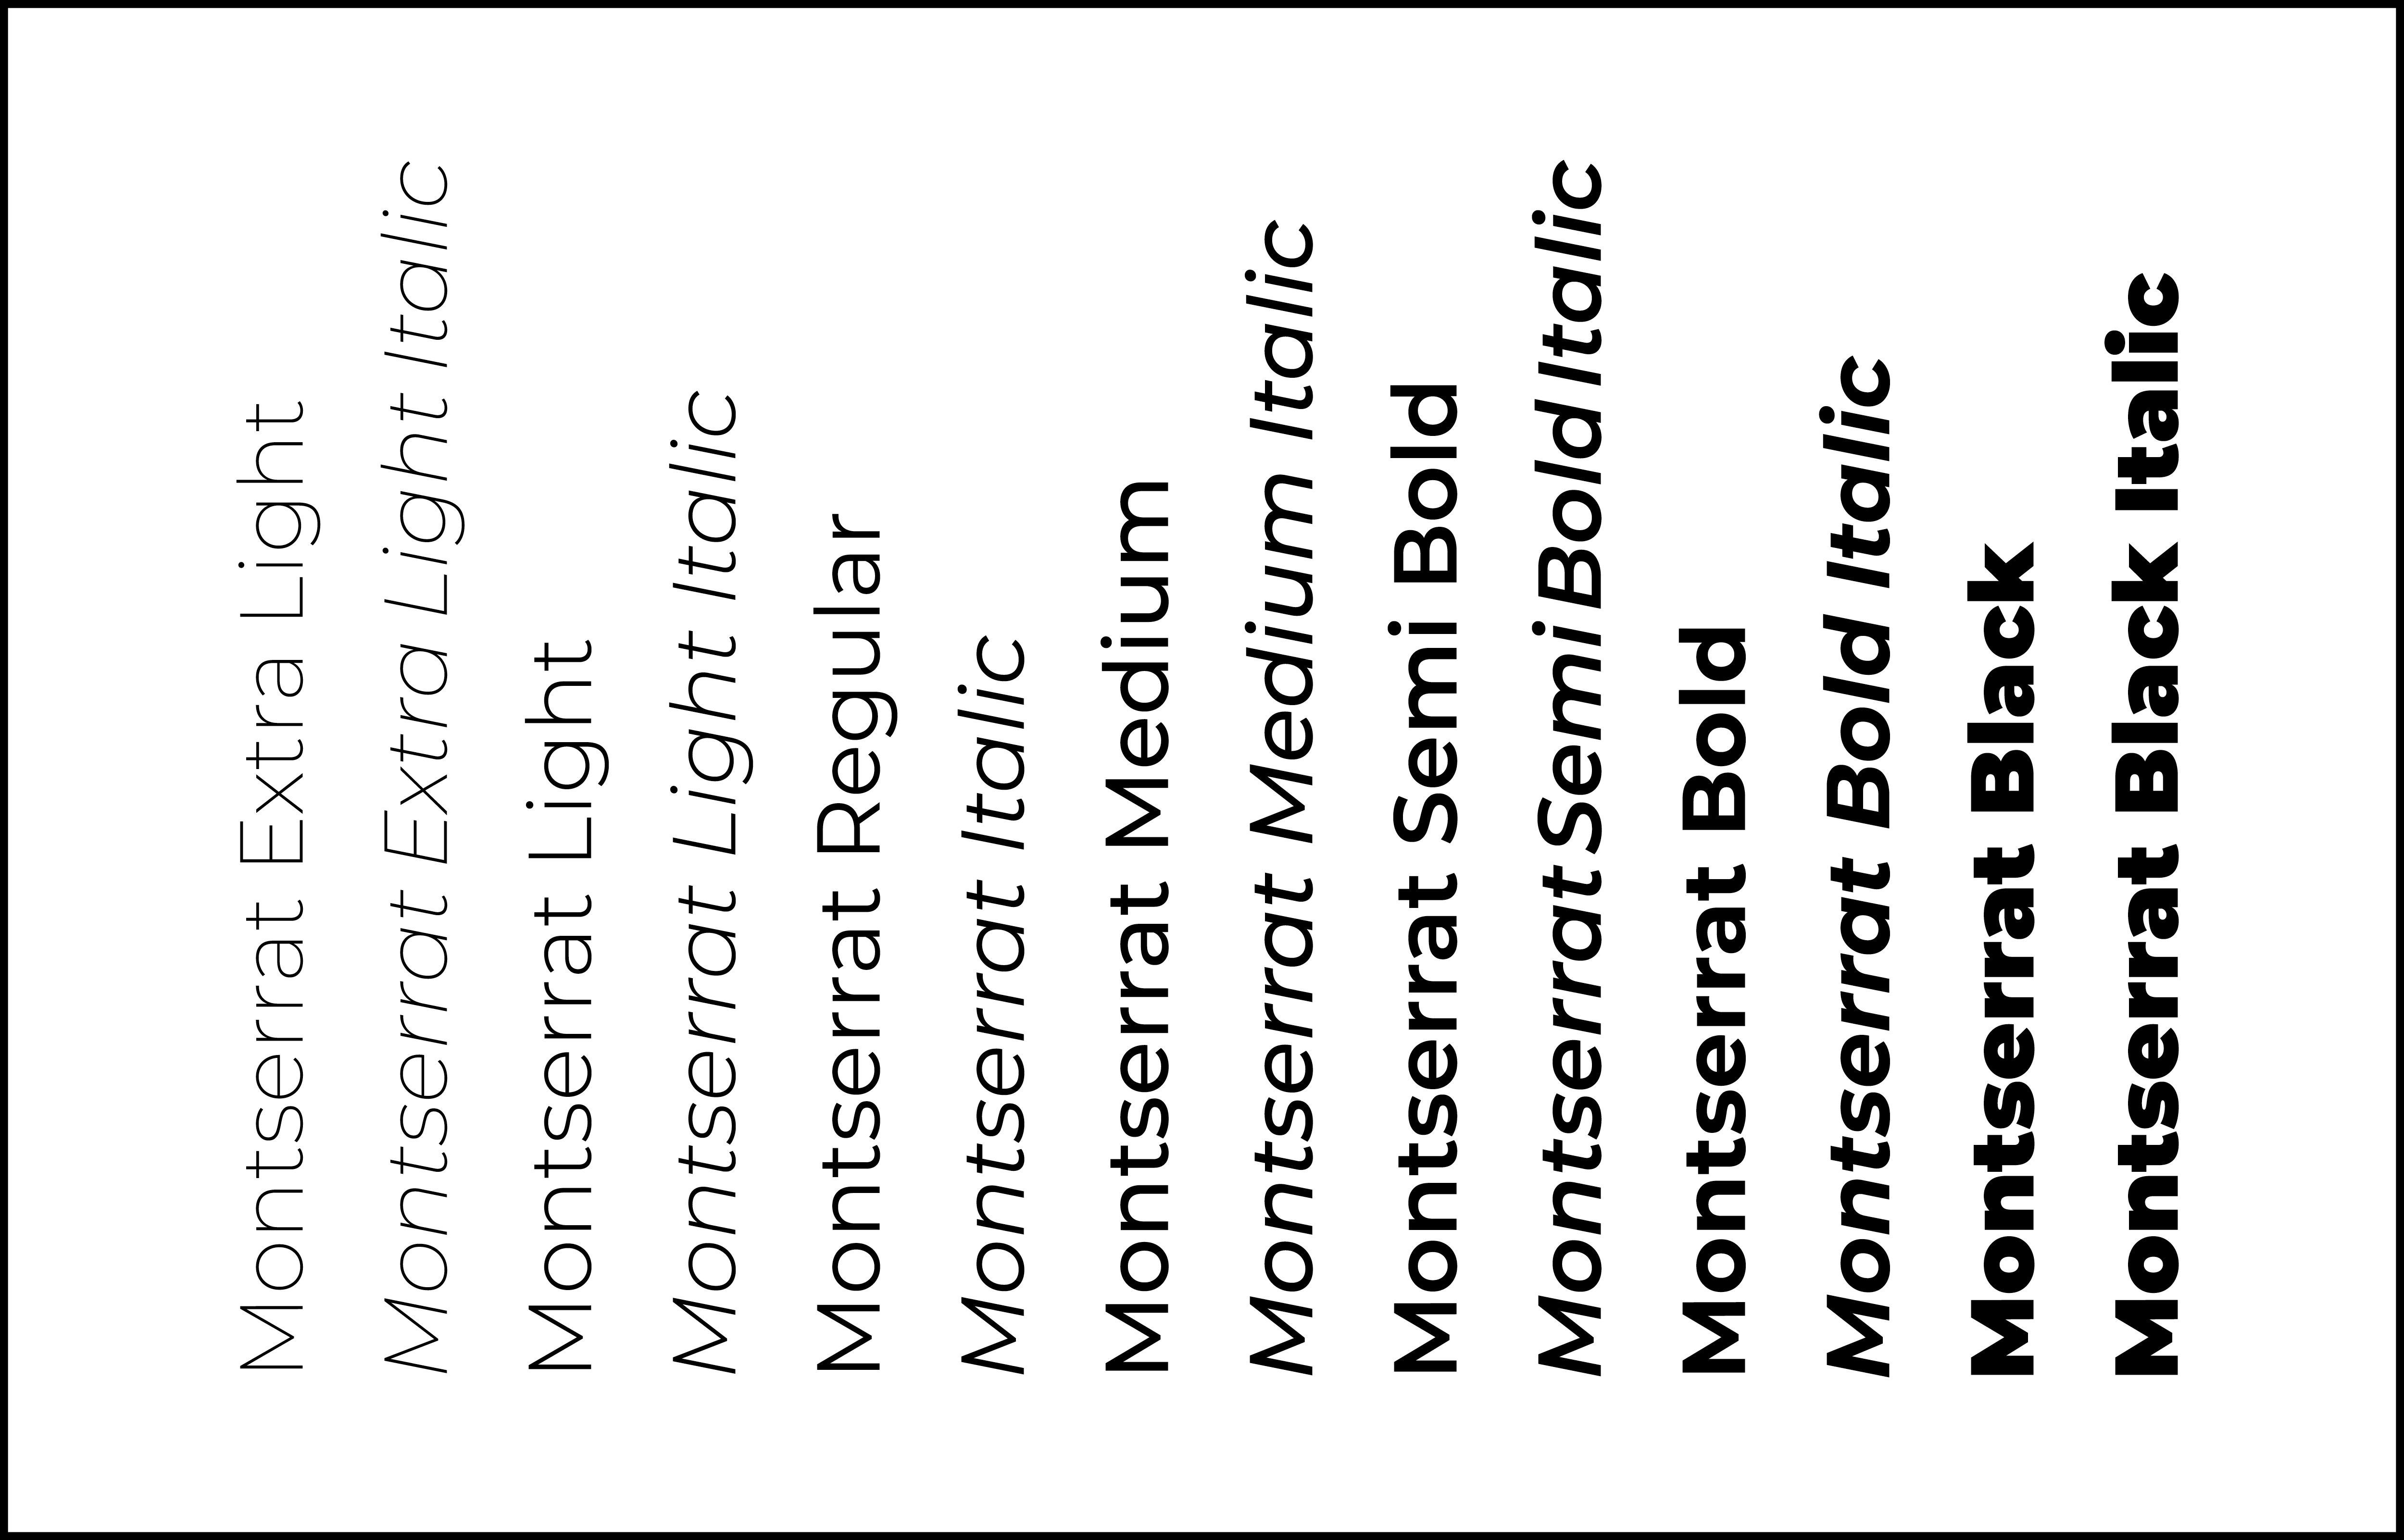 Montserrat Extra Light
Montserrat Extra Light Italic
Montserrat Light
Montserrat Light Italic
Montserrat Regular
Montserrat Italic
Montserrat Medium
Montserrat Medium Italic
Montserrat Semi Bold
Montserrat Semi Bold Italic
Montserrat Bold
Montserrat Bold Italic
Montserrat Black
Montserrat Black Italic